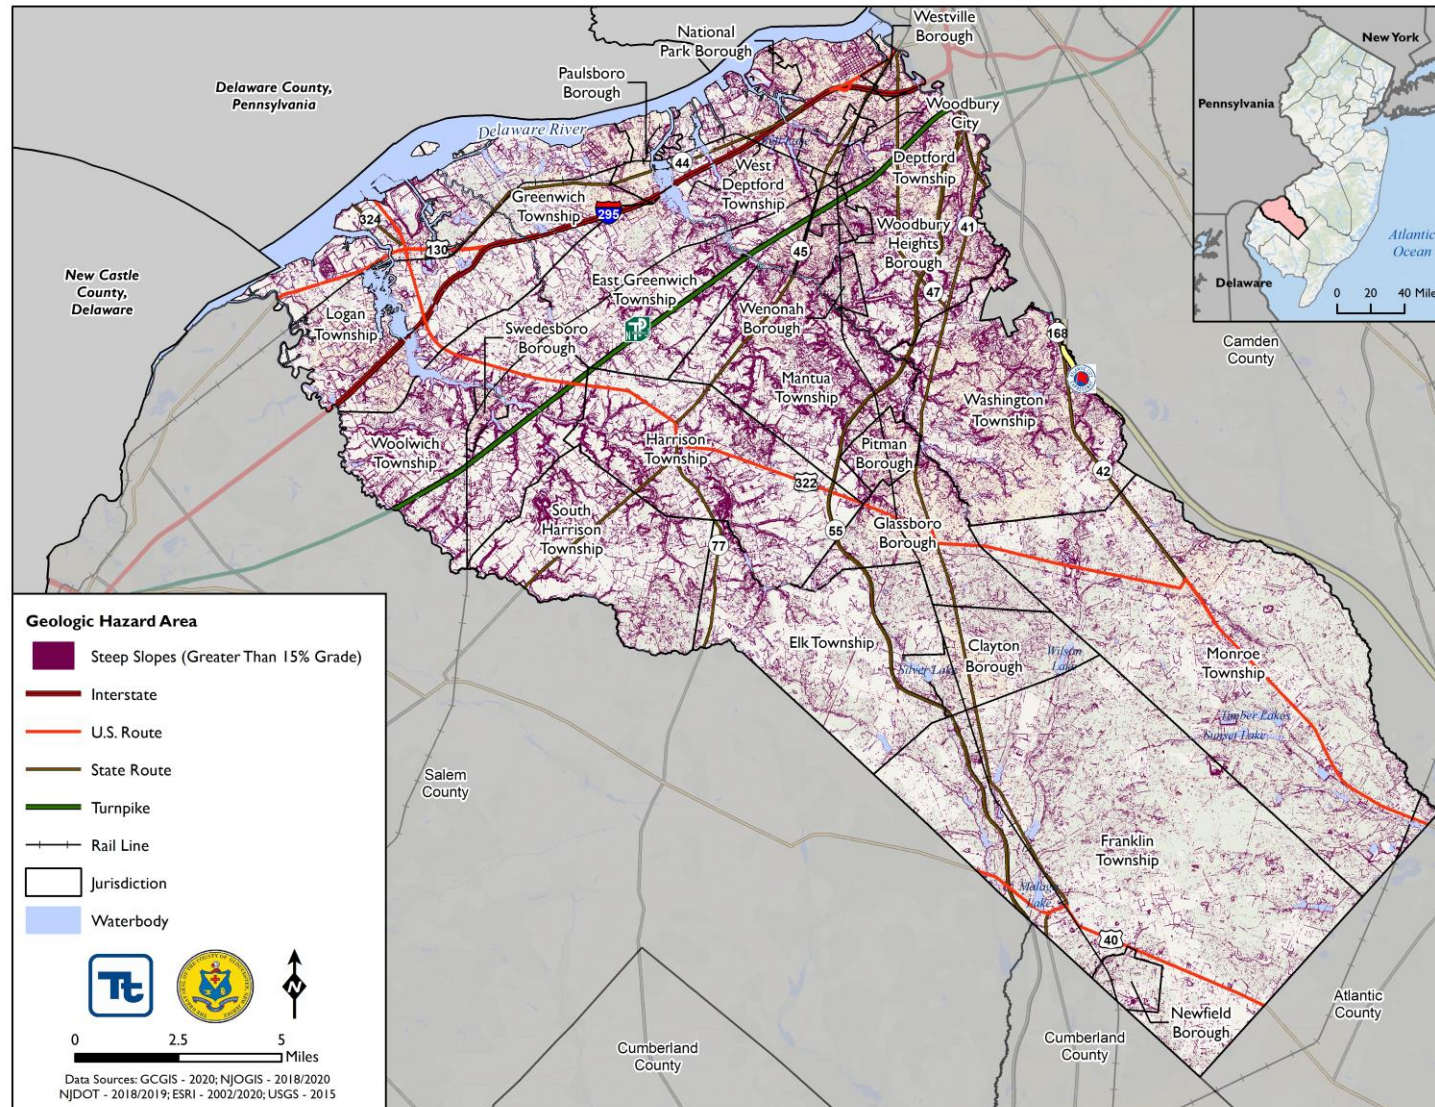 Westville
Borough
National
Park Borough
Paulsboro
Borough
Delaware County,
Pennsylvania
Delaware River
Woodbury
City
44
West
Deptford
Township
Deptford
Township
Greenwich
Township
295
324
130
45
41
Woodbury
Heights
Borough
New Castle
County,
Delaware
East Greenwich
Township
47
Logan
Township
Swedesboro
Borough
Wenonah
Borough
168
Mantua
Township
Washington
Township
Woolwich
Township
Harrison
Township
Pitman
Borough
42
322
South
Harrison
Township
Glassboro
Borough
55
77
Elk Township
Clayton
Borough
Silver Lake
Wilson
Lake
Monroe
Township
Timber Lakes
Sunset Lake
Franklin
Township
Malaga
Lake
40
Newfield
Borough
Salem
County
Cumberland
County
Cumberland
County
Atlantic
County
Camden
County
New York
Pennsylvania
Atlantic
Ocean
Delaware
0 20 40 Miles
Geologic Hazard Area
Steep Slopes (Greater Than 15% Grade)
Interstate
U.S. Route
State Route
Turnpike
Rail Line
Jurisdiction
Waterbody
Tt
N
0 2.5 5
Miles
Data Sources: GCGIS - 2020; NJOGIS - 2018/2020
NJDOT - 2018/2019; ESRI - 2002/2020; USGS - 2015